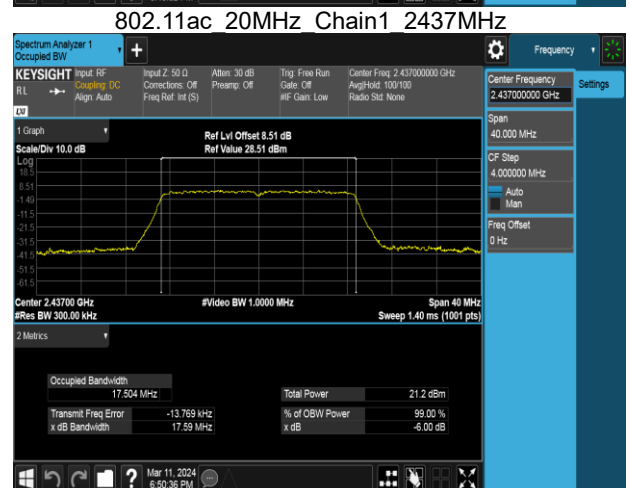 802.11ac_20MHz_Chain1_2437MHz
Spectrum Analyzer 1
Occupied BW
Frequency
KEYSIGHT
RL
LXI
Input: RF
Coupling: DC
Align: Auto
Input Z: 50 Ω
Corrections: Off
Freq Ref: Int (S)
Atten: 30 dB
Preamp: Off
Trig: Free Run
Gate: Off
#IF Gain: Low
Center Freq: 2.437000000 GHz
Avg|Hold: 100/100
Radio Std: None
Center Frequency
2.437000000 GHz
Settings
Span
40.000 MHz
CF Step
4.000000 MHz
Auto
Man
Freq Offset
0 Hz
1 Graph
Scale/Div 10.0 dB
Ref Lvl Offset 8.51 dB
Ref Value 28.51 dBm
Log
18.5
8.51
-1.49
-11.5
-21.5
-31.5
-41.5
-51.5
-61.5
Center 2.43700 GHz
#Res BW 300.00 kHz
#Video BW 1.0000 MHz
Span 40 MHz
Sweep 1.40 ms (1001 pts)
2 Metrics
Occupied Bandwidth
17.504 MHz
Total Power 21.2 dBm
Transmit Freq Error -13.769 kHz
% of OBW Power 99.00 %
x dB Bandwidth 17.59 MHz
x dB -6.00 dB
?
Mar 11, 2024
6:50:36 PM